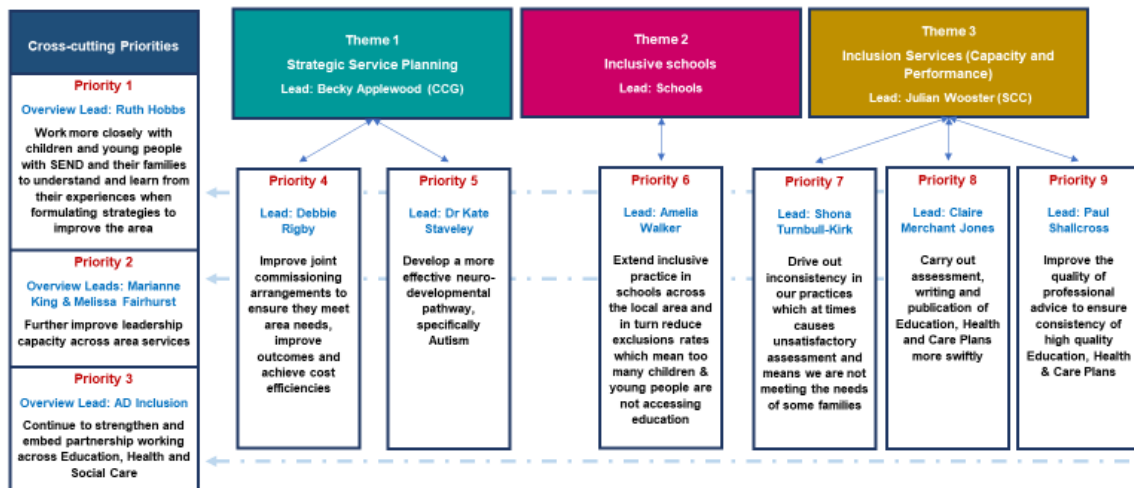 Cross-cutting Priorities
Priority 1
Overview Lead: Ruth Hobbs
Work more closely with
children and young people
with SEND and their families
to understand and learn from
their experiences when
formulating strategies to
improve the area
Priority 2
Overview Leads: Marianne
King & Melissa Fairhurst
Further improve leadership
capacity across area services
Priority 3
Overview Lead: AD Inclusion
Continue to strengthen and
embed partnership working
across Education, Health and
Social Care
Theme 1
Strategic Service Planning
Lead: Becky Applewood (CCG)
Priority 4
Lead: Debbie
Rigby
Improve joint
commissioning
arrangements to
ensure they meet
area needs,
improve
outcomes and
achieve cost
efficiencies
Priority 5
Lead: Dr Kate
Staveley
Develop a more
effective neuro-
developmental
pathway,
specifically
Autism
Theme 2
Inclusive schools
Lead: Schools
Priority 6
Lead: Amelia
Walker
Extend inclusive
practice in
schools across
the local area and
in turn reduce
exclusions rates
which mean too
many children &
young people are
not accessing
education
Theme 3
Inclusion Services (Capacity and
Performance)
Lead: Julian Wooster (SCC)
Priority 7
Lead: Shona
Turnbull-Kirk
Drive out
inconsistency in
our practices
which at times
causes
unsatisfactory
assessment and
means we are not
meeting the needs
of some families
Priority 8
Lead: Claire
Merchant Jones
Carry out
assessment,
writing and
publication of
Education, Health
and Care Plans
more swiftly
Priority 9
Lead: Paul
Shallcross
Improve the
quality of
professional
advice to ensure
consistency of
high quality
Education, Health
& Care Plans